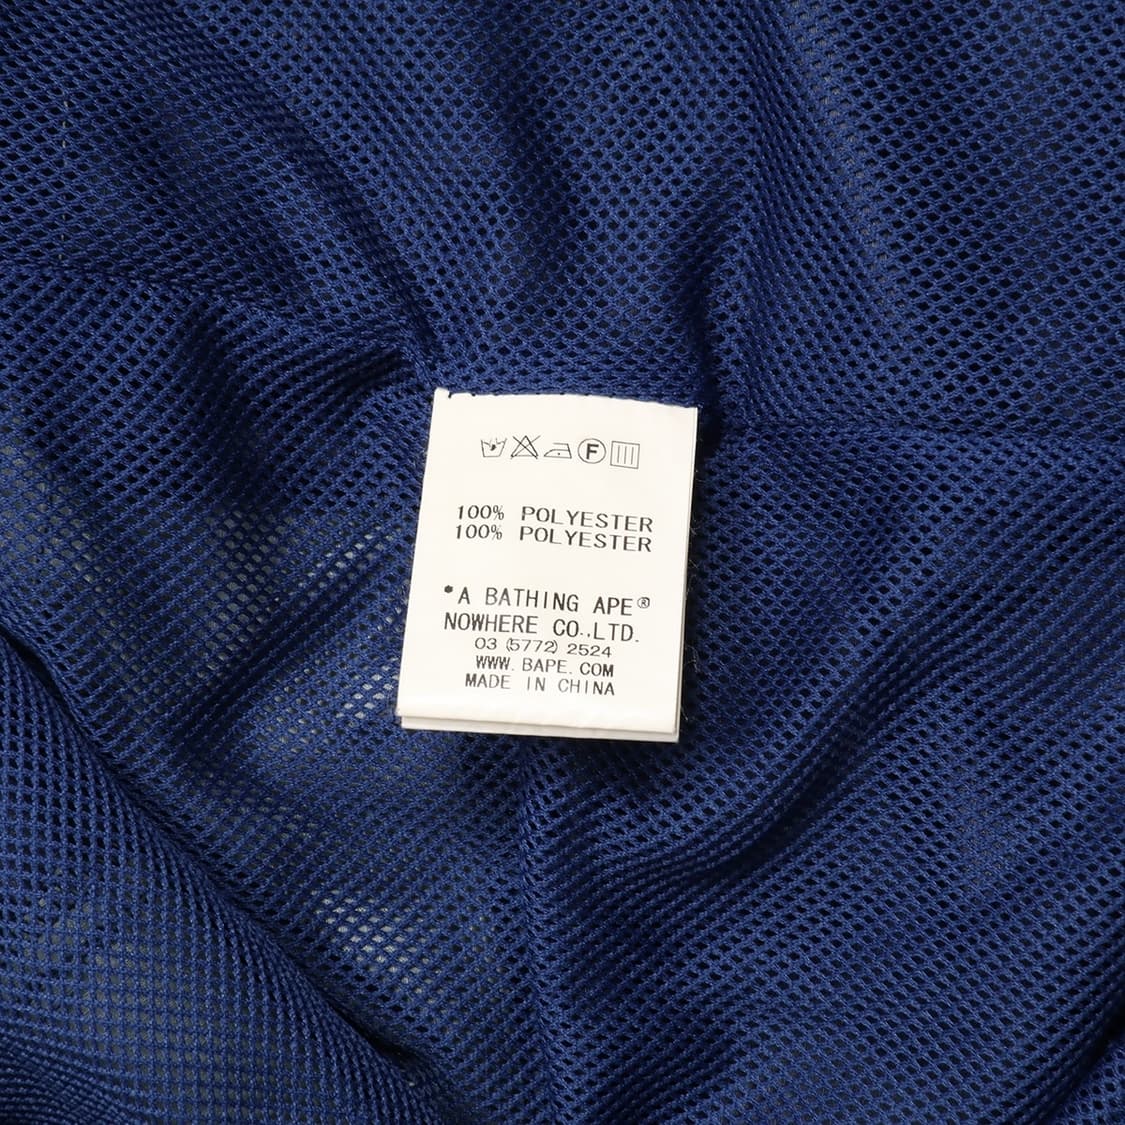 F
100% POLYESTER
100% POLYESTER
*A BATHING APE®
NOWHERE CO.,LTD.
03 (5772) 2524
WWW. BAPE. COM
MADE IN CHINA